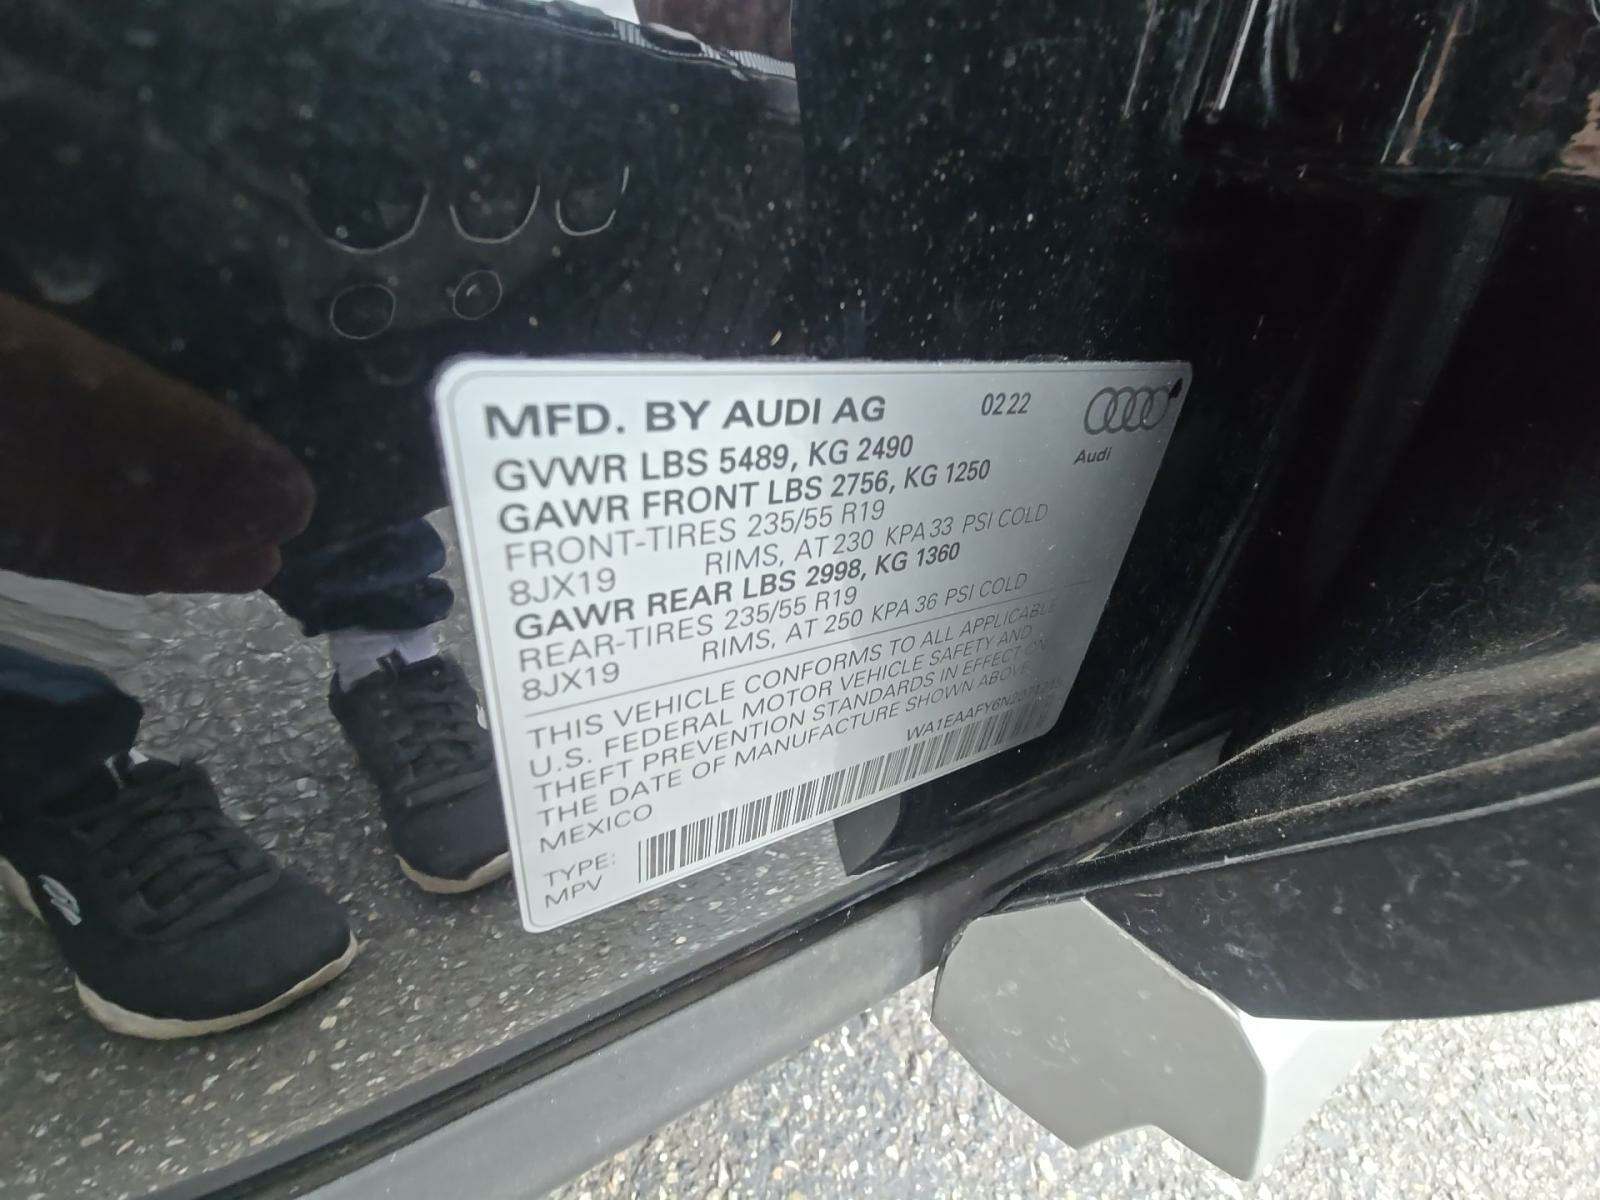 MFD. BY AUDI AG 0222
Audi
GVWR LBS 5489, KG 2490
GAWR FRONT LBS 2756, KG 1250
FRONT-TIRES 235/55 R19
8JX19 RIMS, AT 230 KPA 33 PSI COLD
GAWR REAR LBS 2998, KG 1360
REAR-TIRES 235/55 R19
8JX19 RIMS, AT 250 KPA 36 PSI COLD
THIS VEHICLE CONFORMS TO ALL APPLICABLE
U.S. FEDERAL MOTOR VEHICLE SAFETY AND
THEFT PREVENTION STANDARDS IN EFFECT ON
THE DATE OF MANUFACTURE SHOWN ABOVE
MEXICO
TYPE:
MPV